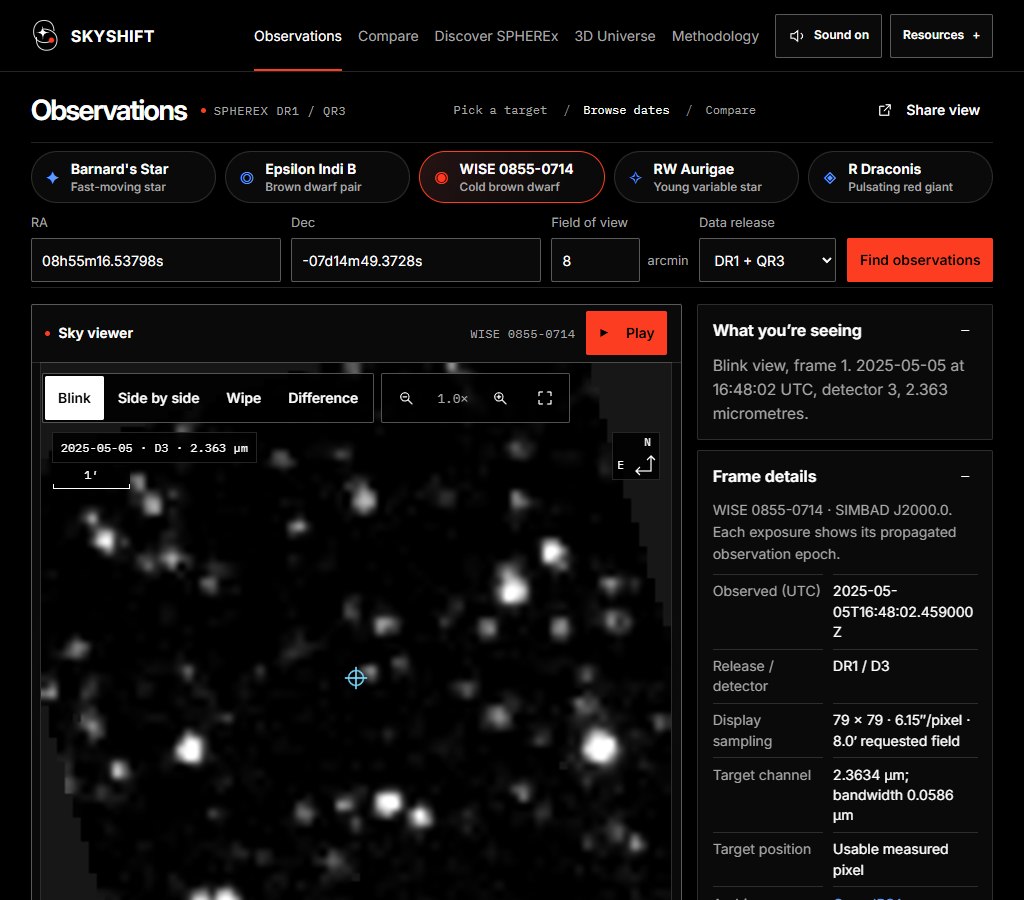 SKYSHIFT
Observations Compare Discover SPHEREx 3D Universe Methodology Sound on Resources +
Observations • SPHEREX DR1 / QR3 Pick a target / Browse dates / Compare Share view
Barnard's Star
Fast-moving star
Epsilon Indi B
Brown dwarf pair
WISE 0855-0714
Cold brown dwarf
RW Aurigae
Young variable star
R Draconis
Pulsating red giant
RA Dec Field of view Data release
08h55m16.53798s -07d14m49.3728s 8 arcmin DR1 + QR3 Find observations
Sky viewer WISE 0855-0714 Play
Blink Side by side Wipe Difference 1.0×
2025-05-05 · D3 · 2.363 μm
1′
N
E
What you’re seeing −
Blink view, frame 1. 2025-05-05 at
16:48:02 UTC, detector 3, 2.363
micrometres.
Frame details −
WISE 0855-0714 · SIMBAD J2000.0.
Each exposure shows its propagated
observation epoch.
Observed (UTC) 2025-05-
05T16:48:02.459000
Z
Release / DR1 / D3
detector
Display 79 × 79 · 6.15″/pixel ·
sampling 8.0′ requested field
Target channel 2.3634 μm;
bandwidth 0.0586
μm
Target position Usable measured
pixel